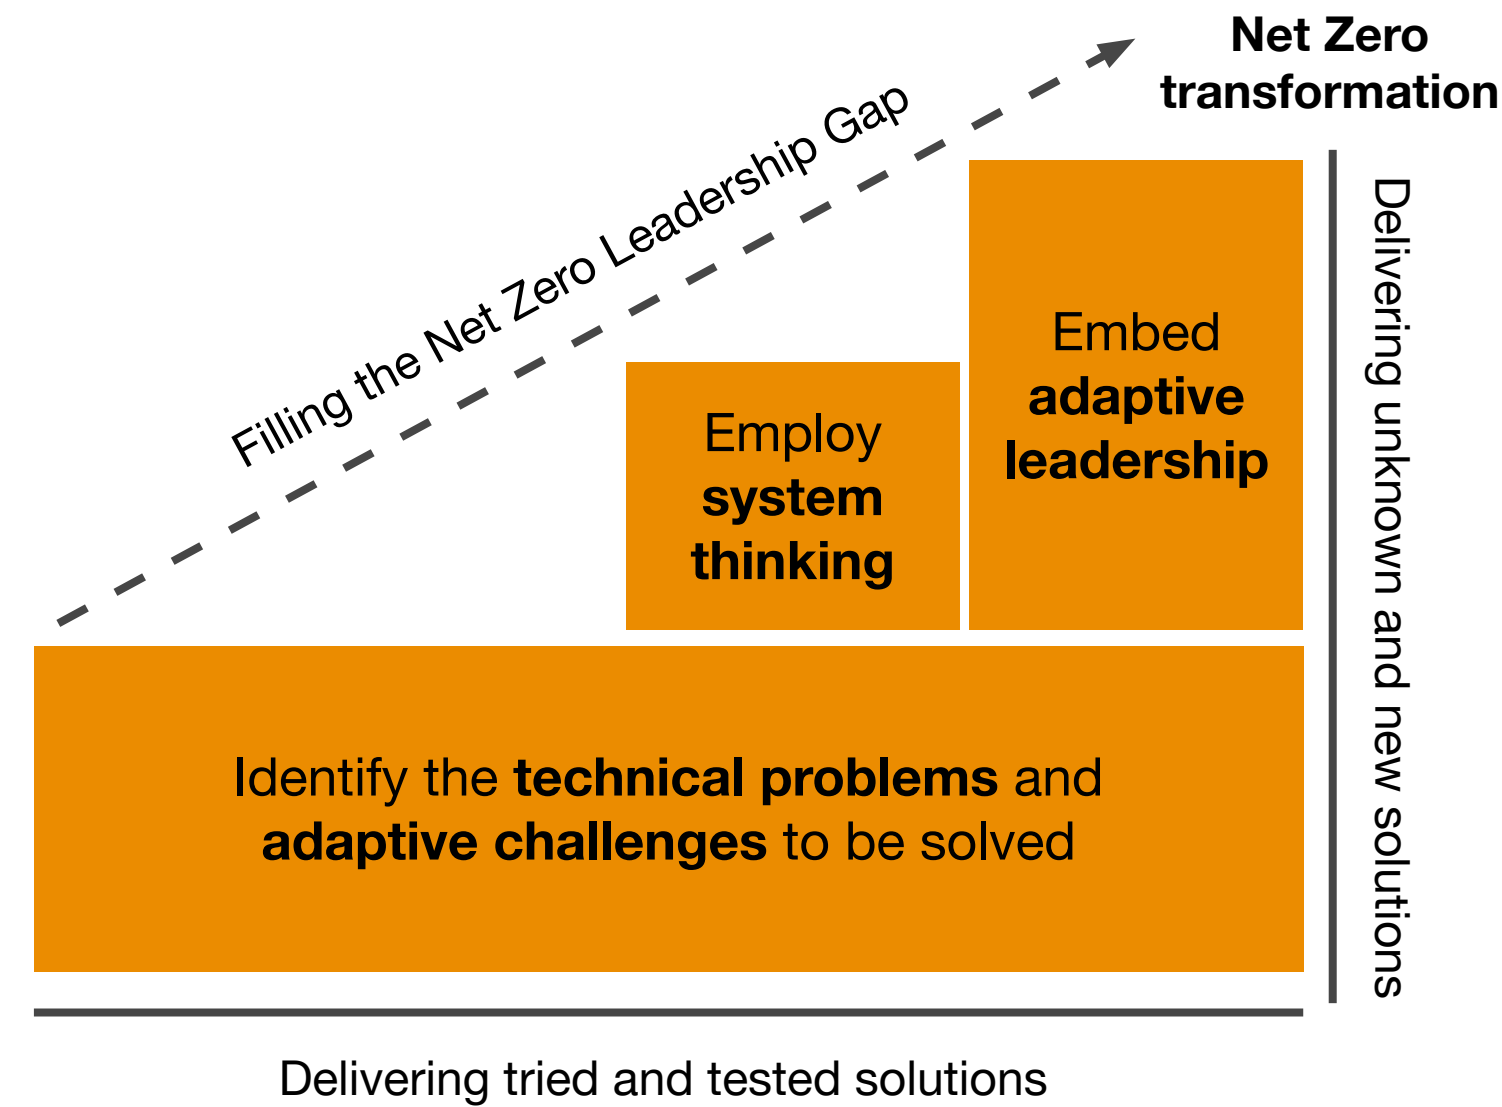 Net Zero
transformation
Filling the Net Zero Leadership Gap
Embed
adaptive
leadership
Employ
system
thinking
Delivering unknown and new solutions
Identify the technical problems and
adaptive challenges to be solved
Delivering tried and tested solutions